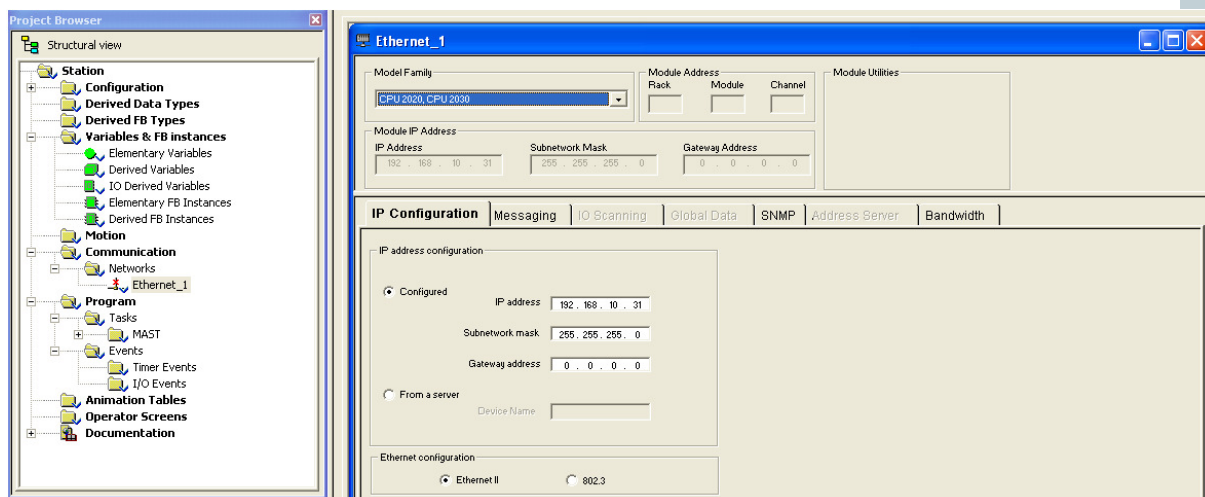 Project Browser
Structural view
Station
Configuration
Derived Data Types
Derived FB Types
Variables & FB instances
Elementary Variables
Derived Variables
IO Derived Variables
Elementary FB Instances
Derived FB Instances
Motion
Communication
Networks
Ethernet_1
Program
Tasks
MAST
Events
Timer Events
I/O Events
Animation Tables
Operator Screens
Documentation
Ethernet_1
Model Family
CPU 2020, CPU 2030
Module Address
Rack Module Channel
Module Utilities
Module IP Address
IP Address Subnetwork Mask Gateway Address
192 . 168 . 10 . 31 255 . 255 . 255 . 0 0 . 0 . 0 . 0
IP Configuration Messaging IO Scanning Global Data SNMP Address Server Bandwidth
IP address configuration
Configured
IP address 192 . 168 . 10 . 31
Subnetwork mask 255 . 255 . 255 . 0
Gateway address 0 . 0 . 0 . 0
From a server
Device Name
Ethernet configuration
Ethernet II 802.3